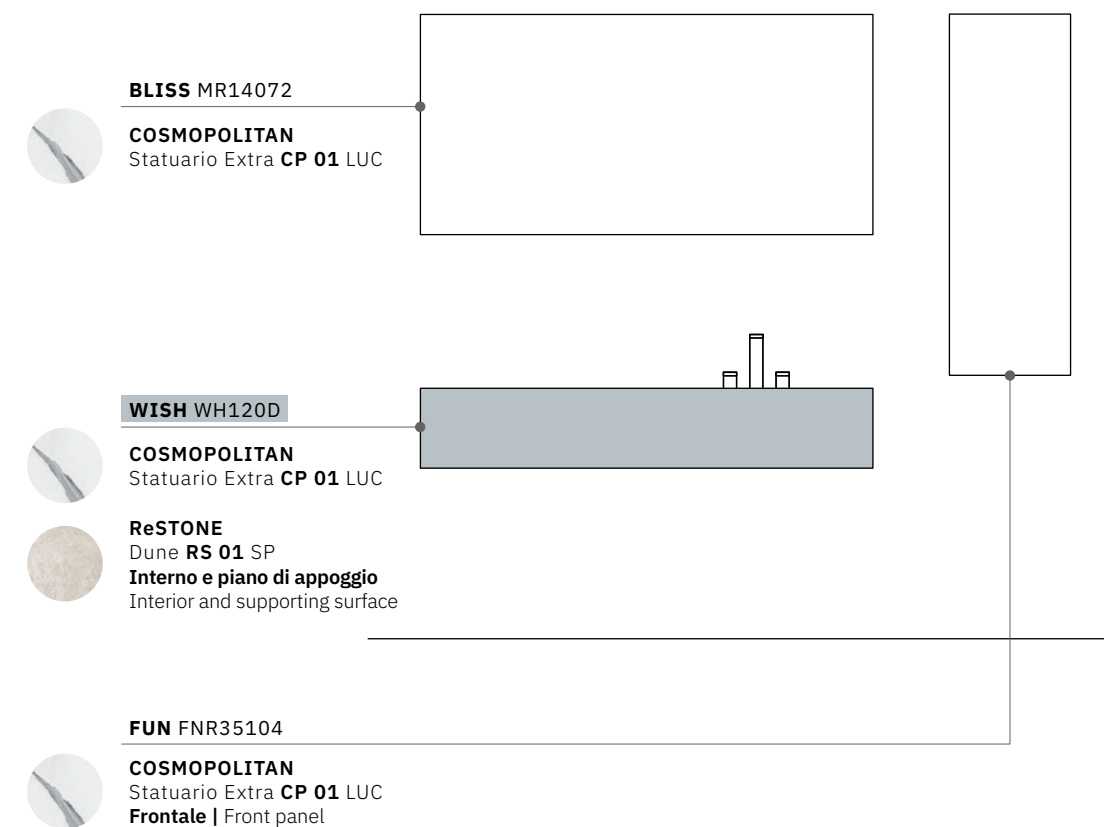 BLISS MR14072
COSMOPOLITAN
Statuario Extra CP 01 LUC
WISH WH120D
COSMOPOLITAN
Statuario Extra CP 01 LUC
ReSTONE
Dune RS 01 SP
Interno e piano di appoggio
Interior and supporting surface
FUN FNR35104
COSMOPOLITAN
Statuario Extra CP 01 LUC
Frontale | Front panel